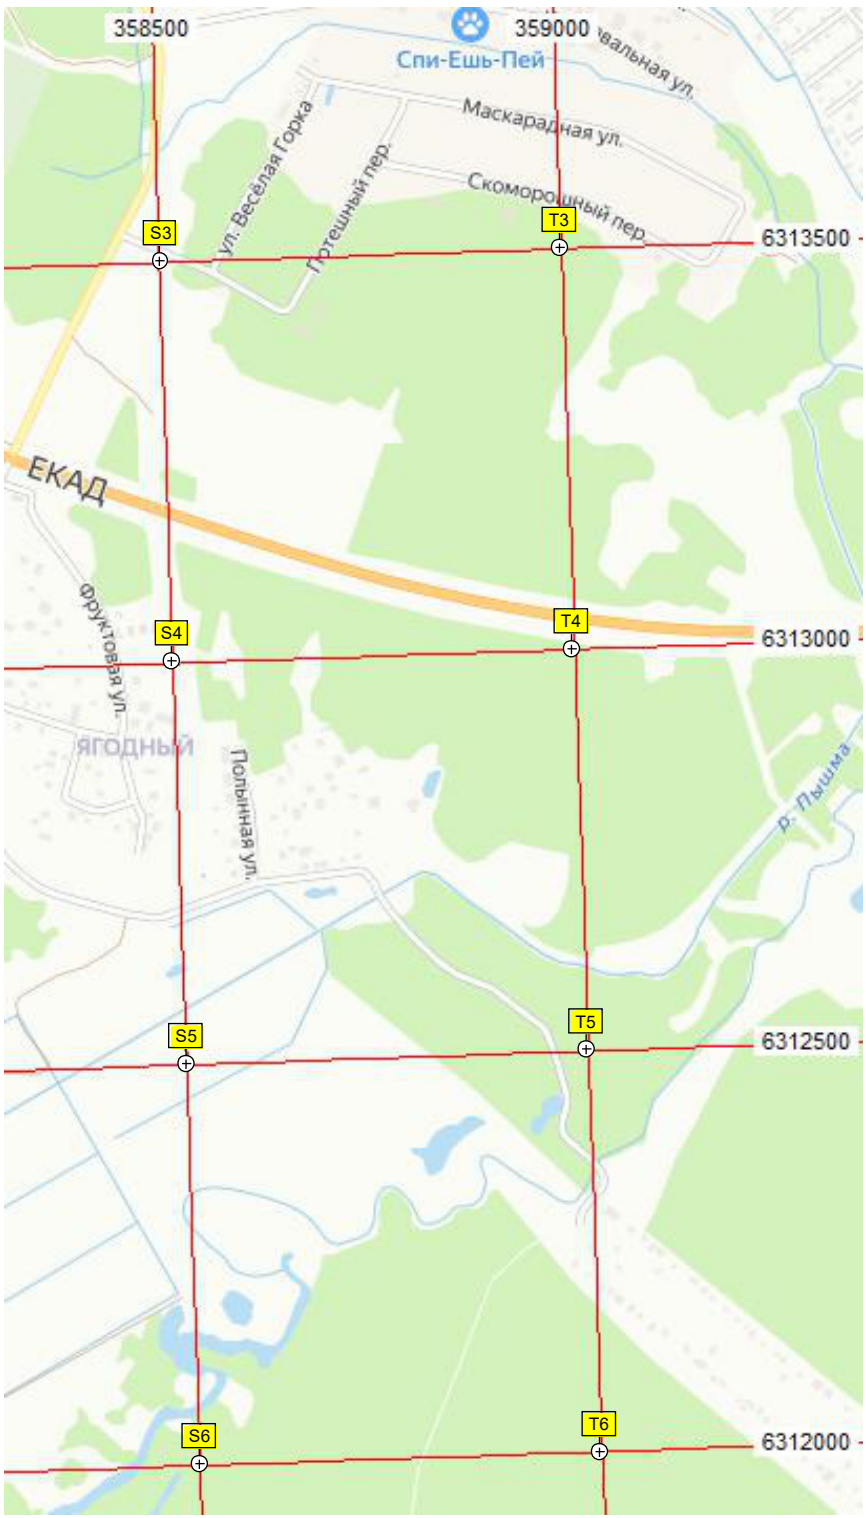 358500
359000
Спи-Ешь-Пей
вальная ул.
Маскарадная ул.
ул. Весёлая Горка
Потешный пер.
Скоморошный пер.
S3
T3
6313500
ЕКАД
Фруктовая ул.
S4
T4
6313000
ЯГОДНЫЙ
Полынная ул.
р. Пышма
S5
T5
6312500
S6
T6
6312000